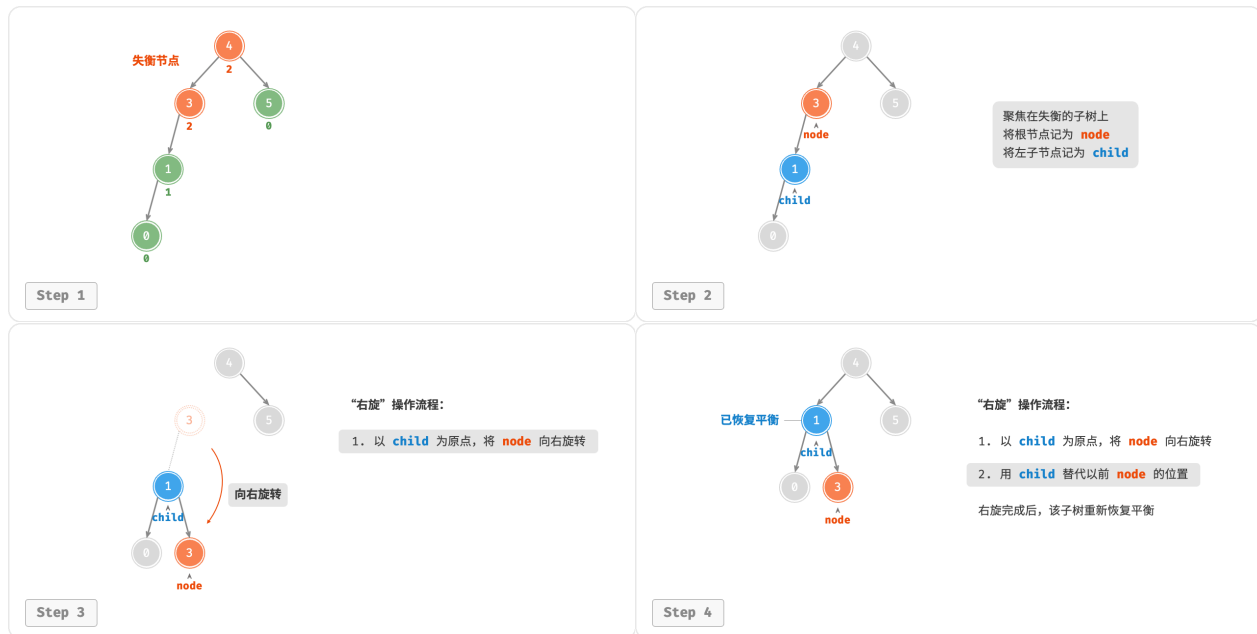 4
失衡节点
2
3
5
2
0
1
1
0
0
Step 1
4
3
5
node
聚焦在失衡的子树上
将根节点记为 node
将左子节点记为 child
1
child
0
Step 2
4
3
5
“右旋”操作流程：
1. 以 child 为原点，将 node 向右旋转
1
向右旋转
child
0
3
node
Step 3
4
已恢复平衡
1
5
child
0
3
node
“右旋”操作流程：
1. 以 child 为原点，将 node 向右旋转
2. 用 child 替代以前 node 的位置
右旋完成后，该子树重新恢复平衡
Step 4